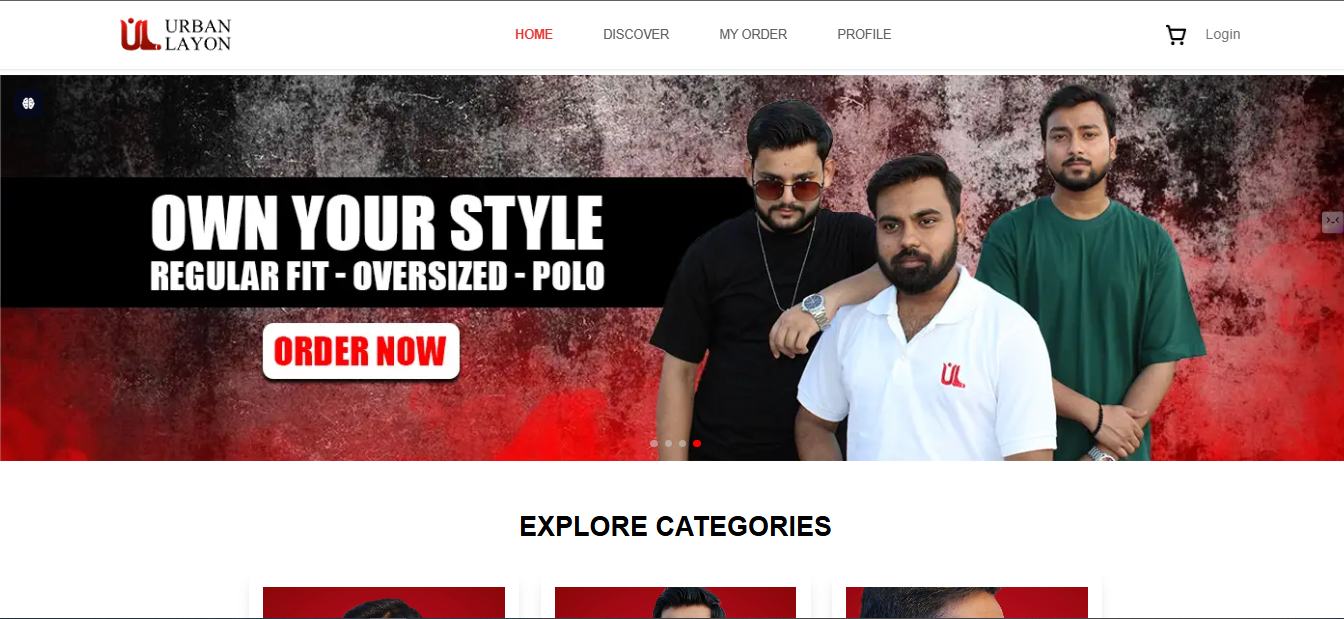 URBAN
LAYON
HOME
DISCOVER
MY ORDER
PROFILE
Login
OWN YOUR STYLE
REGULAR FIT - OVERSIZED - POLO
ORDER NOW
UL
EXPLORE CATEGORIES